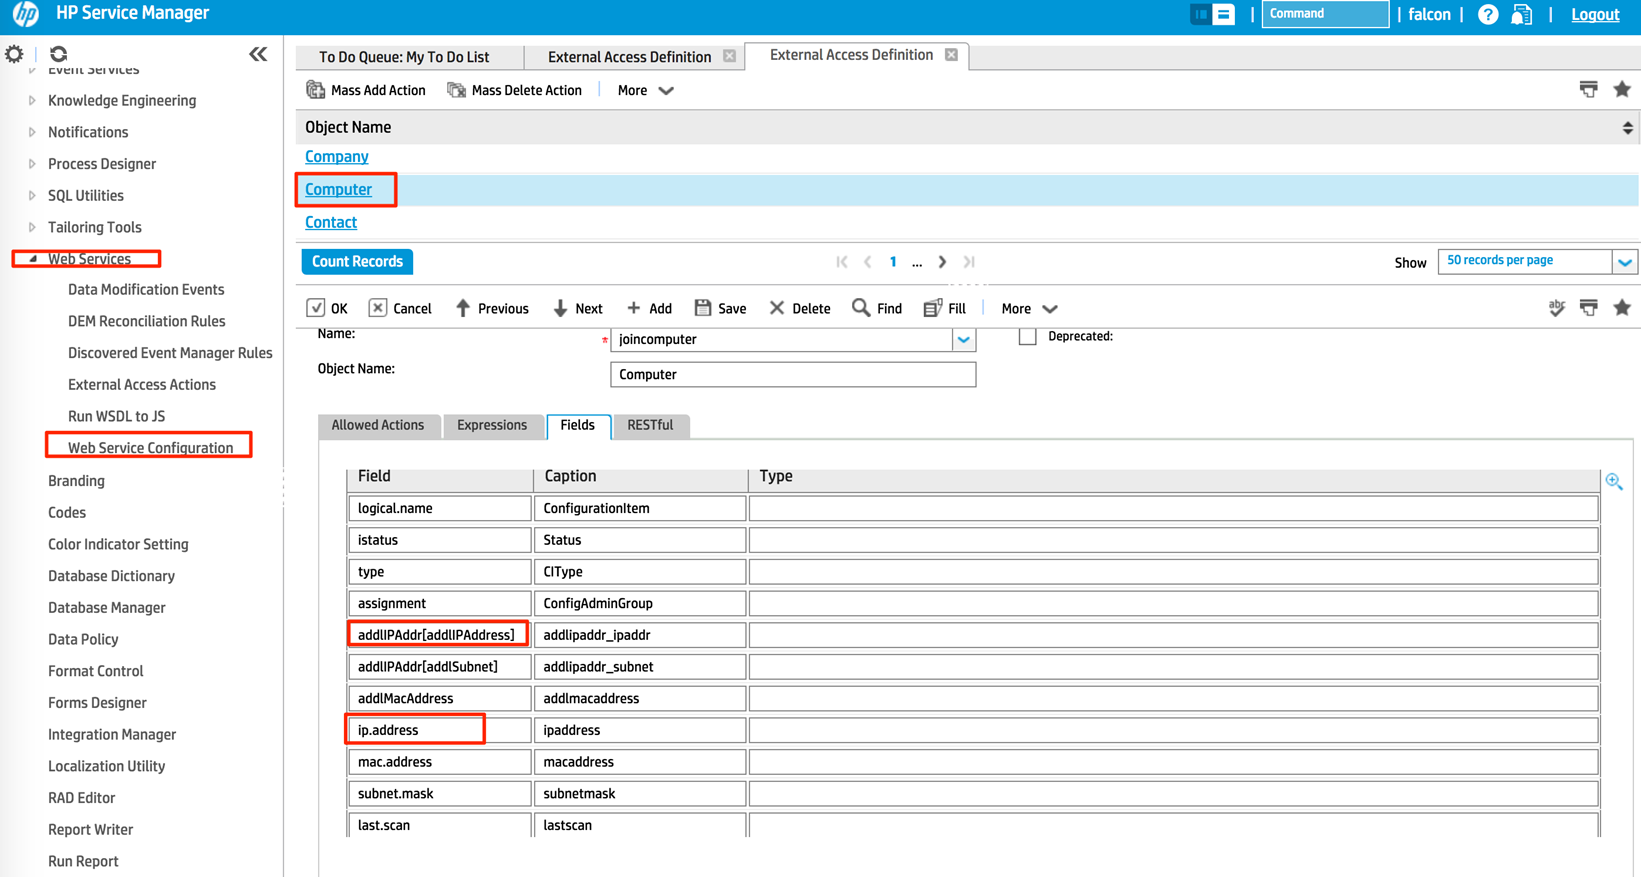 hp HP Service Manager
Command
falcon
?
Logout
Event Services
Knowledge Engineering
Notifications
Process Designer
SQL Utilities
Tailoring Tools
Web Services
Data Modification Events
DEM Reconciliation Rules
Discovered Event Manager Rules
External Access Actions
Run WSDL to JS
Web Service Configuration
Branding
Codes
Color Indicator Setting
Database Dictionary
Database Manager
Data Policy
Format Control
Forms Designer
Integration Manager
Localization Utility
RAD Editor
Report Writer
Run Report
To Do Queue: My To Do List
External Access Definition
External Access Definition
Mass Add Action Mass Delete Action More
Object Name
Company
Computer
Contact
Count Records 1 ... Show 50 records per page
OK Cancel Previous Next Add Save Delete Find Fill More abc
Name: * joincomputer Deprecated:
Object Name: Computer
Allowed Actions Expressions Fields RESTful
Field Caption Type
logical.name ConfigurationItem
istatus Status
type CIType
assignment ConfigAdminGroup
addlIPAddr[addlIPAddress] addlipaddr_ipaddr
addlIPAddr[addlSubnet] addlipaddr_subnet
addlMacAddress addlmacaddress
ip.address ipaddress
mac.address macaddress
subnet.mask subnetmask
last.scan lastscan